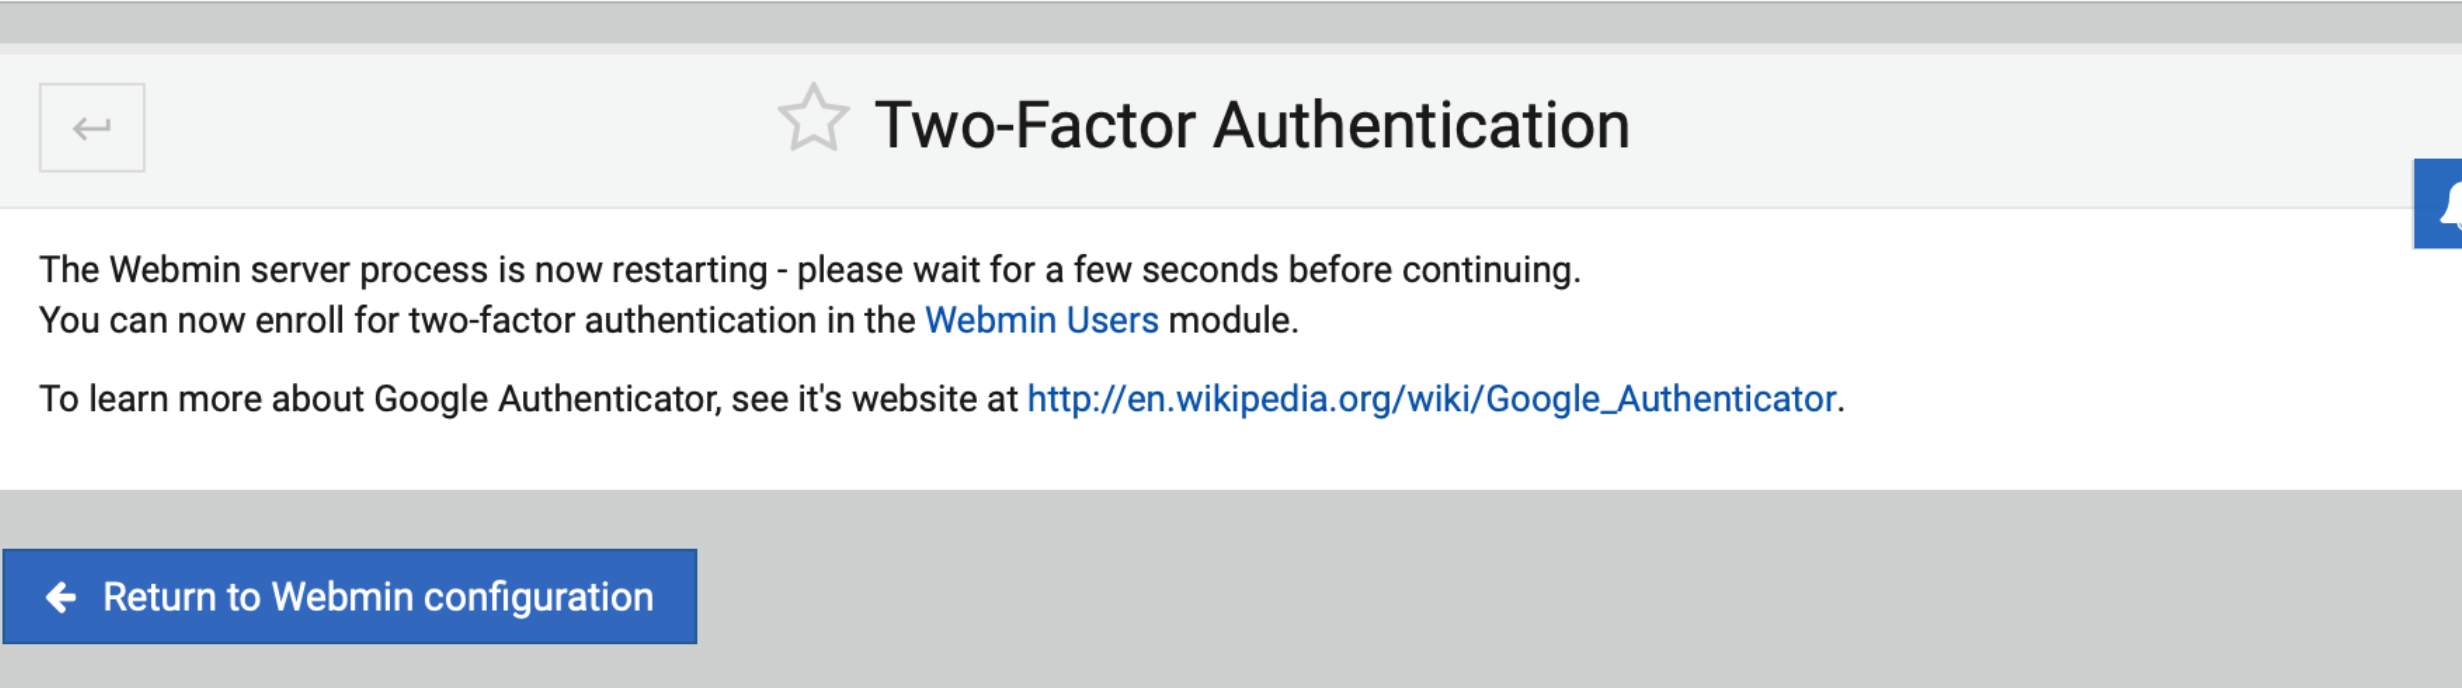 Two-Factor Authentication
The Webmin server process is now restarting - please wait for a few seconds before continuing.
You can now enroll for two-factor authentication in the Webmin Users module.
To learn more about Google Authenticator, see it's website at http://en.wikipedia.org/wiki/Google_Authenticator.
Return to Webmin configuration